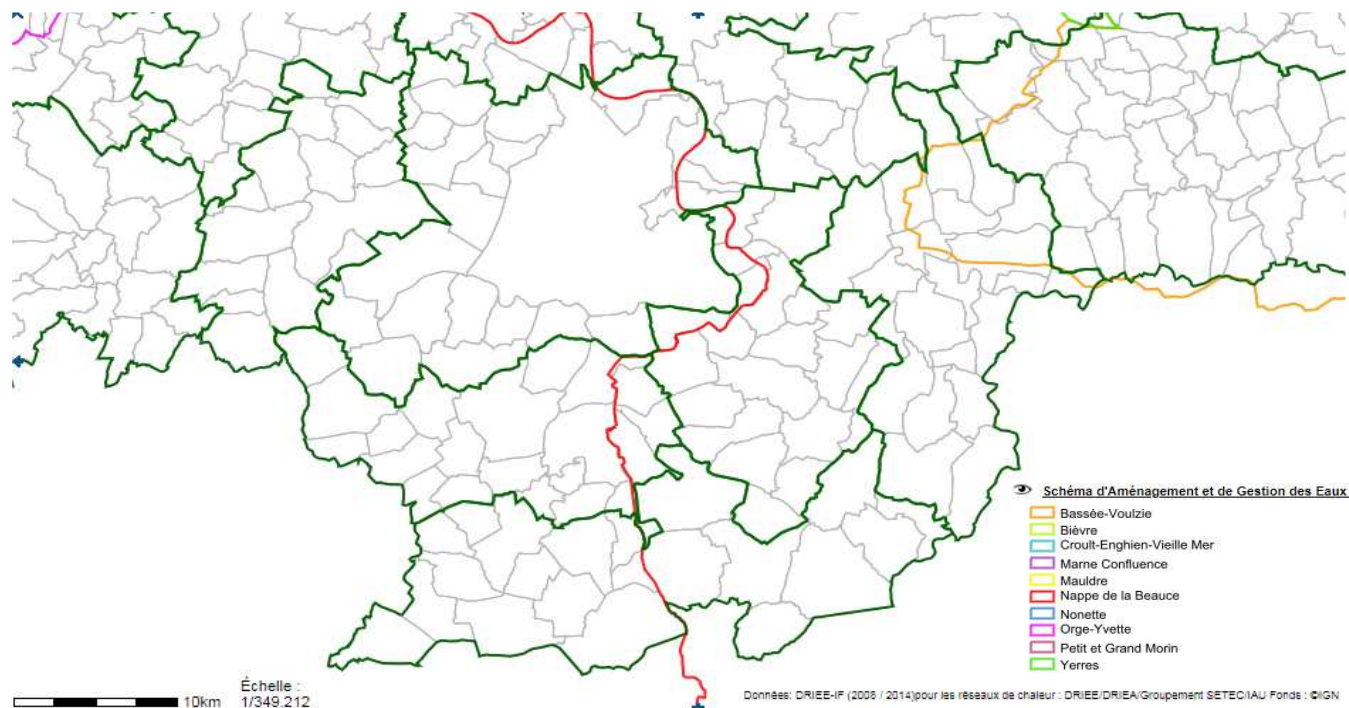 Schéma d'Aménagement et de Gestion des Eaux
Bassée-Voulzie
Bièvre
Croult-Enghien-Vieille Mer
Marne Confluence
Mauldre
Nappe de la Beauce
Nonette
Orge-Yvette
Petit et Grand Morin
Yerres
10km
Échelle :
1/349.212
Données: DRIEE-IF (2008 / 2014)pour les réseaux de chaleur : DRIEE/DRIEA/Groupement SETEC/IAU Fonds : ©IGN